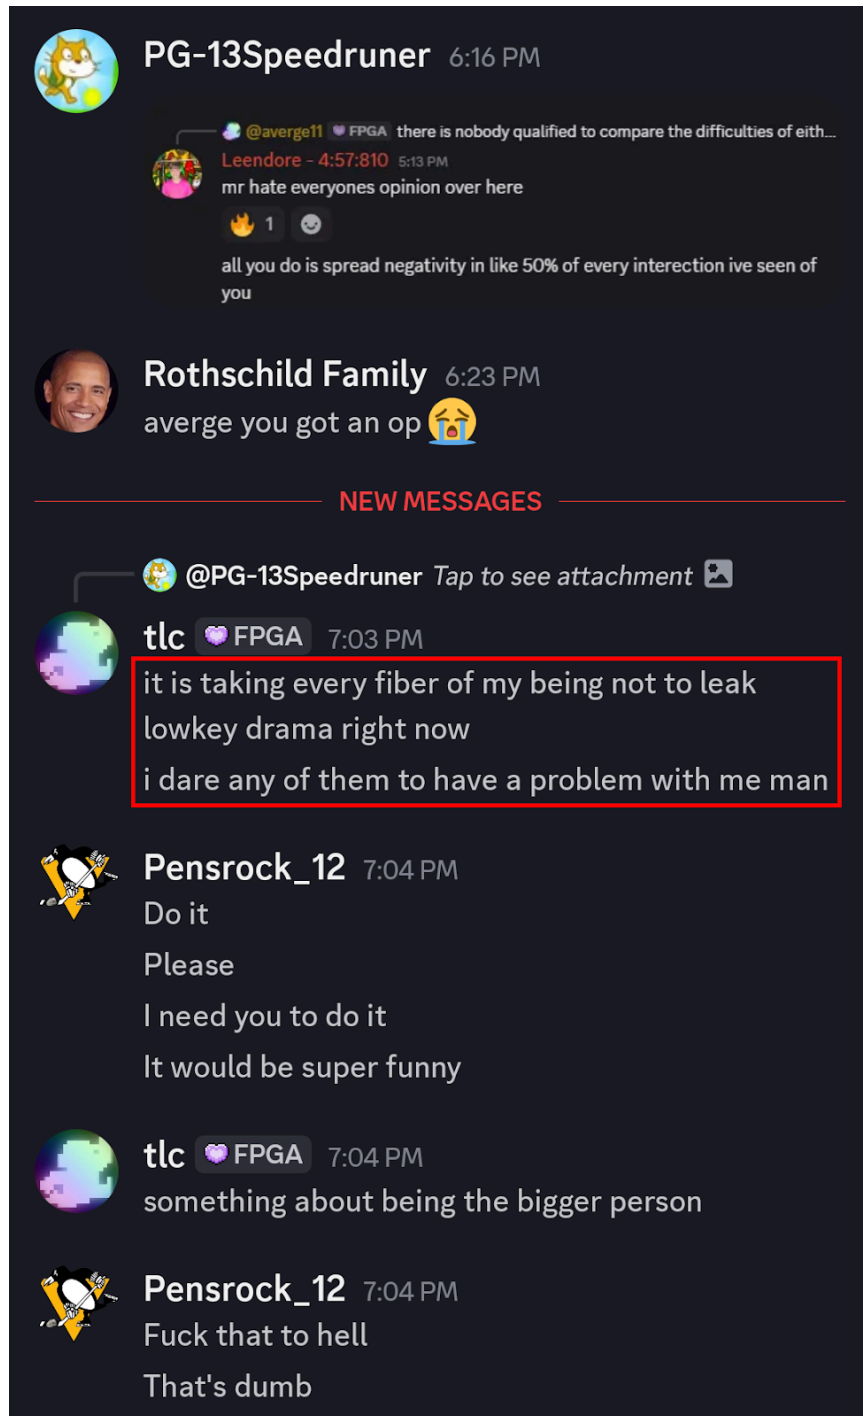 PG-13Speedruner 6:16 PM
@averge11 FPGA there is nobody qualified to compare the difficulties of eith...
Leendore - 4:57:810 5:13 PM
mr hate everyones opinion over here
🔥 1
all you do is spread negativity in like 50% of every interection ive seen of
you
Rothschild Family 6:23 PM
averge you got an op 😭
NEW MESSAGES
@PG-13Speedruner Tap to see attachment
tlc FPGA 7:03 PM
it is taking every fiber of my being not to leak
lowkey drama right now
i dare any of them to have a problem with me man
Pensrock_12 7:04 PM
Do it
Please
I need you to do it
It would be super funny
tlc FPGA 7:04 PM
something about being the bigger person
Pensrock_12 7:04 PM
Fuck that to hell
That's dumb